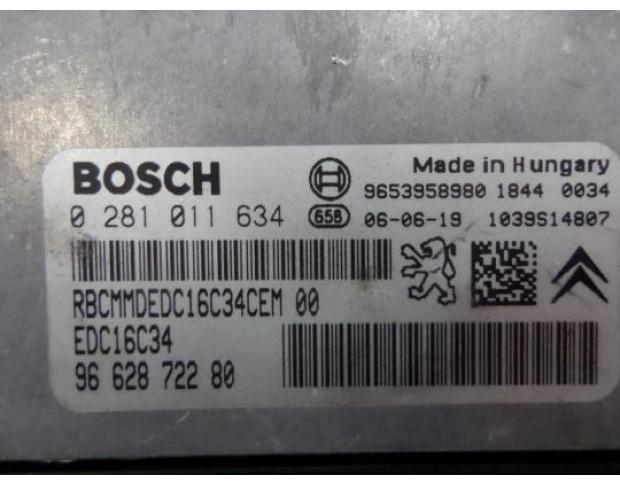 BOSCH
Made in Hungary
9653958980 1844 0034
0 281 011 634 658 06-06-19 1039S14807
RBCMMDEDC16C34CEM 00
EDC16C34
96 628 722 80